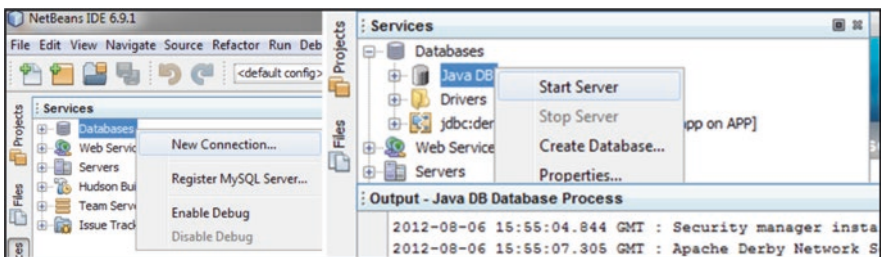 NetBeans IDE 6.9.1
File Edit View Navigate Source Refactor Run Deb
<default config>
Projects
Files
Services
Databases
Web Servic
Servers
Hudson Bui
Team Serv
Issue Track
New Connection...
Register MySQL Server...
Enable Debug
Disable Debug
Projects
Files
Services
Databases
Java DB
Drivers
jdbc:der
app on APP]
Web Service
Servers
Start Server
Stop Server
Create Database...
Properties...
Output - Java DB Database Process
2012-08-06 15:55:04.844 GMT : Security manager insta
2012-08-06 15:55:07.305 GMT : Apache Derby Network S